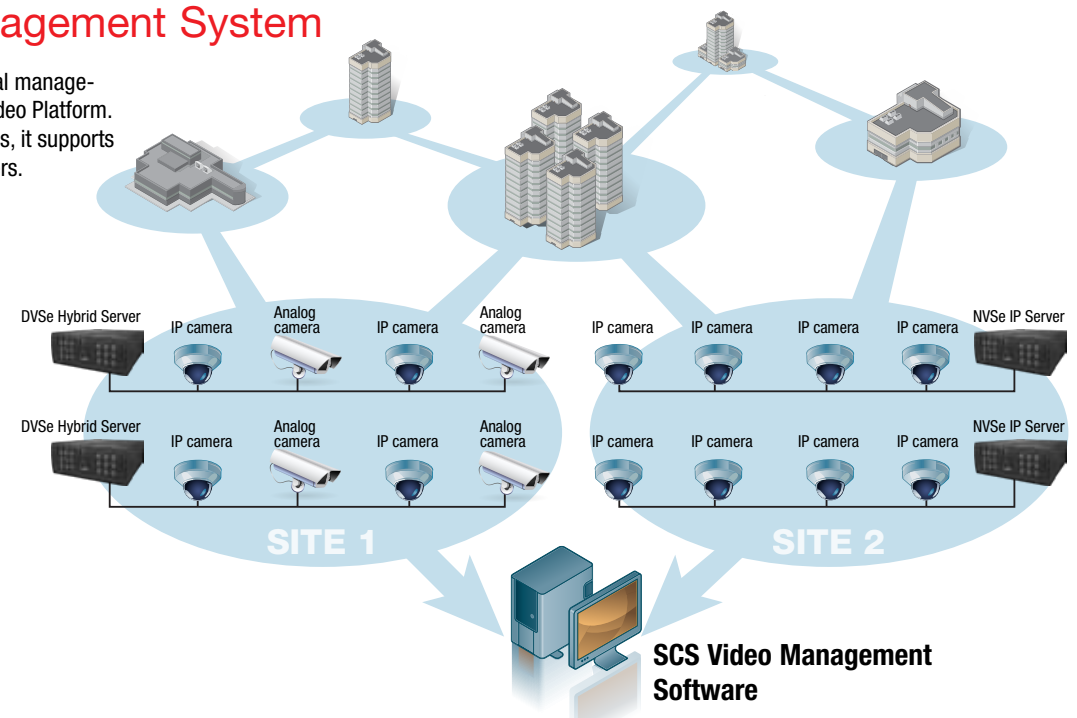 agement System
al manage-
deo Platform.
s, it supports
rs.
DVSe Hybrid Server
IP camera
Analog
camera
IP camera
Analog
camera
IP camera
IP camera
IP camera
IP camera
NVSe IP Server
DVSe Hybrid Server
IP camera
Analog
camera
IP camera
Analog
camera
IP camera
IP camera
IP camera
IP camera
NVSe IP Server
SITE 1
SITE 2
SCS Video Management
Software